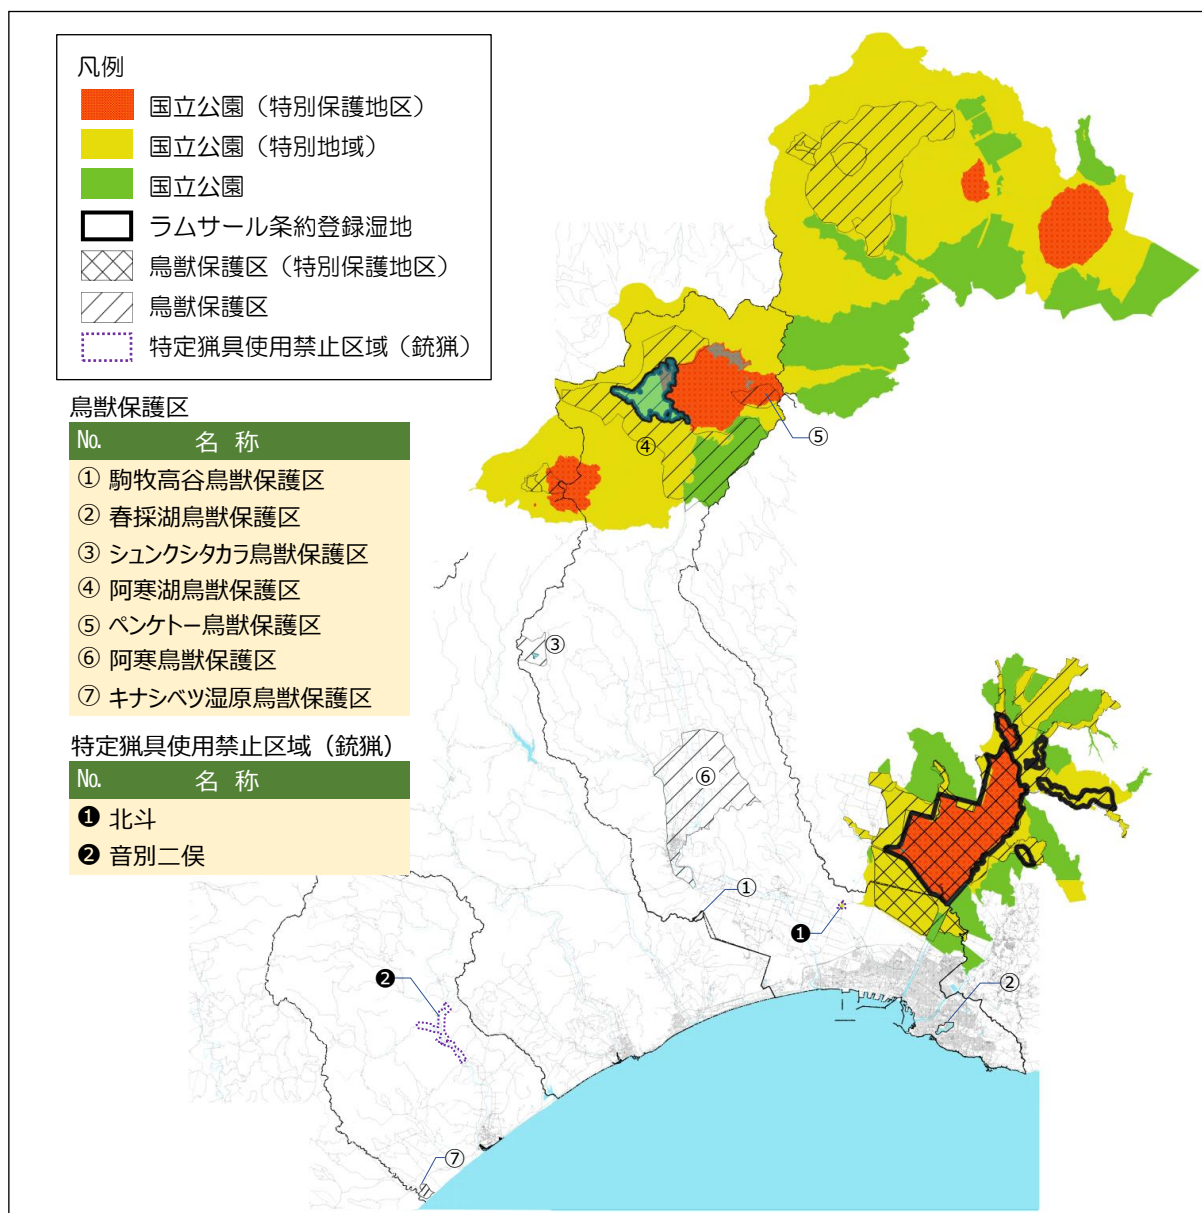 凡例
国立公園（特別保護地区）
国立公園（特別地域）
国立公園
ラムサール条約登録湿地
鳥獣保護区（特別保護地区）
鳥獣保護区
特定猟具使用禁止区域（銃猟）
鳥獣保護区
No. 名 称
① 駒牧高谷鳥獣保護区
② 春採湖鳥獣保護区
③ シュンクシタカラ鳥獣保護区
④ 阿寒湖鳥獣保護区
⑤ ペンケトー鳥獣保護区
⑥ 阿寒鳥獣保護区
⑦ キナシベツ湿原鳥獣保護区
特定猟具使用禁止区域（銃猟）
No. 名 称
❶ 北斗
❷ 音別二俣
⑤
④
③
⑥
①
❶
❷
②
⑦